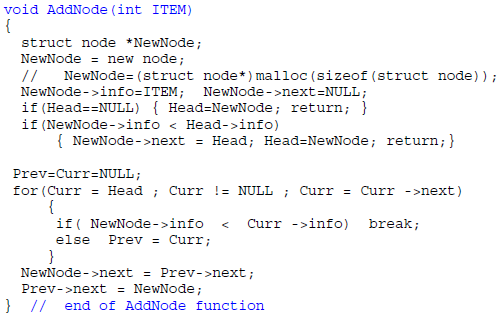 void AddNode(int ITEM)
{
struct node *NewNode;
NewNode = new node;
// NewNode=(struct node*)malloc(sizeof(struct node));
NewNode->info=ITEM; NewNode->next=NULL;
if(Head==NULL) { Head=NewNode; return; }
if(NewNode->info < Head->info)
{ NewNode->next = Head; Head=NewNode; return;}
Prev=Curr=NULL;
for(Curr = Head ; Curr != NULL ; Curr = Curr ->next)
{
if( NewNode->info < Curr ->info) break;
else Prev = Curr;
}
NewNode->next = Prev->next;
Prev->next = NewNode;
} // end of AddNode function